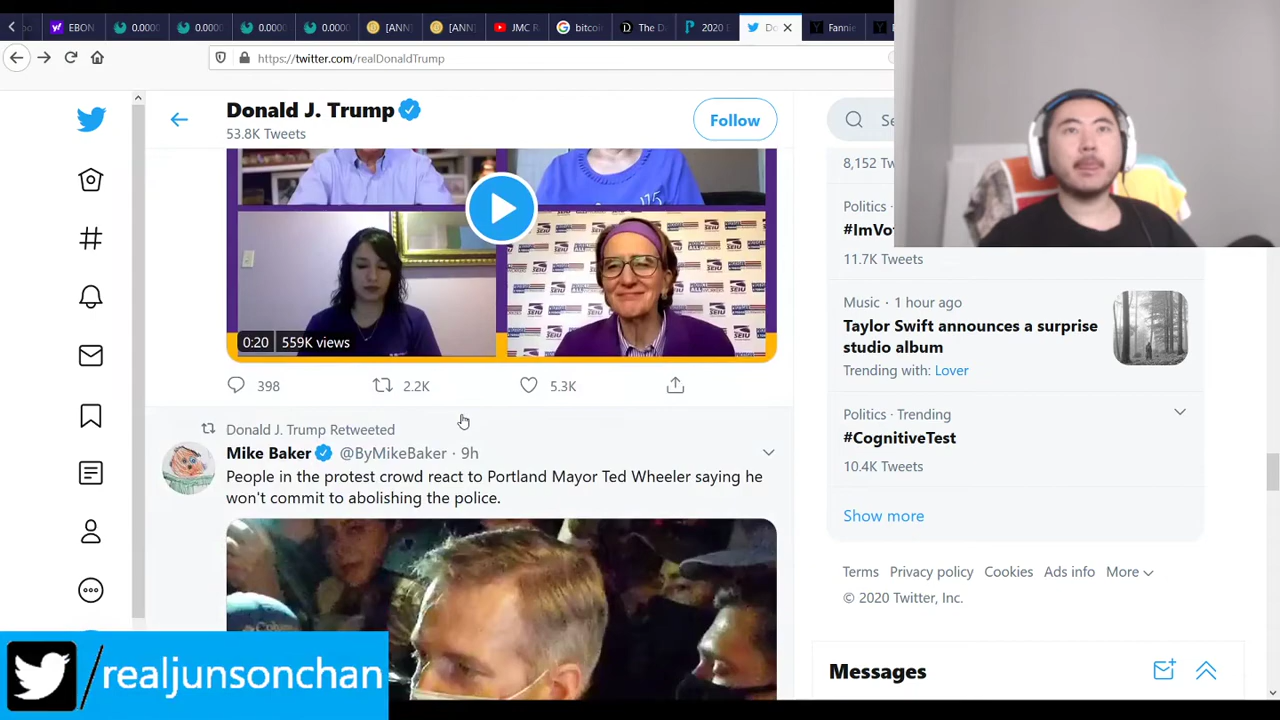 EBON
0.0000
0.0000
0.0000
0.0000
[ANN]
[ANN]
JMC R
bitcoi
The D
2020 E
Do
Fannie
https://twitter.com/realDonaldTrump
Donald J. Trump
53.8K Tweets
Follow
0:20
559K views
398
2.2K
5.3K
Donald J. Trump Retweeted
Mike Baker @ByMikeBaker · 9h
People in the protest crowd react to Portland Mayor Ted Wheeler saying he
won't commit to abolishing the police.
8,152
Politics ·
#ImVo
11.7K Tweets
Music · 1 hour ago
Taylor Swift announces a surprise
studio album
Trending with: Lover
Politics · Trending
#CognitiveTest
10.4K Tweets
Show more
Terms Privacy policy Cookies Ads info More
© 2020 Twitter, Inc.
Messages
/realjunsonchan